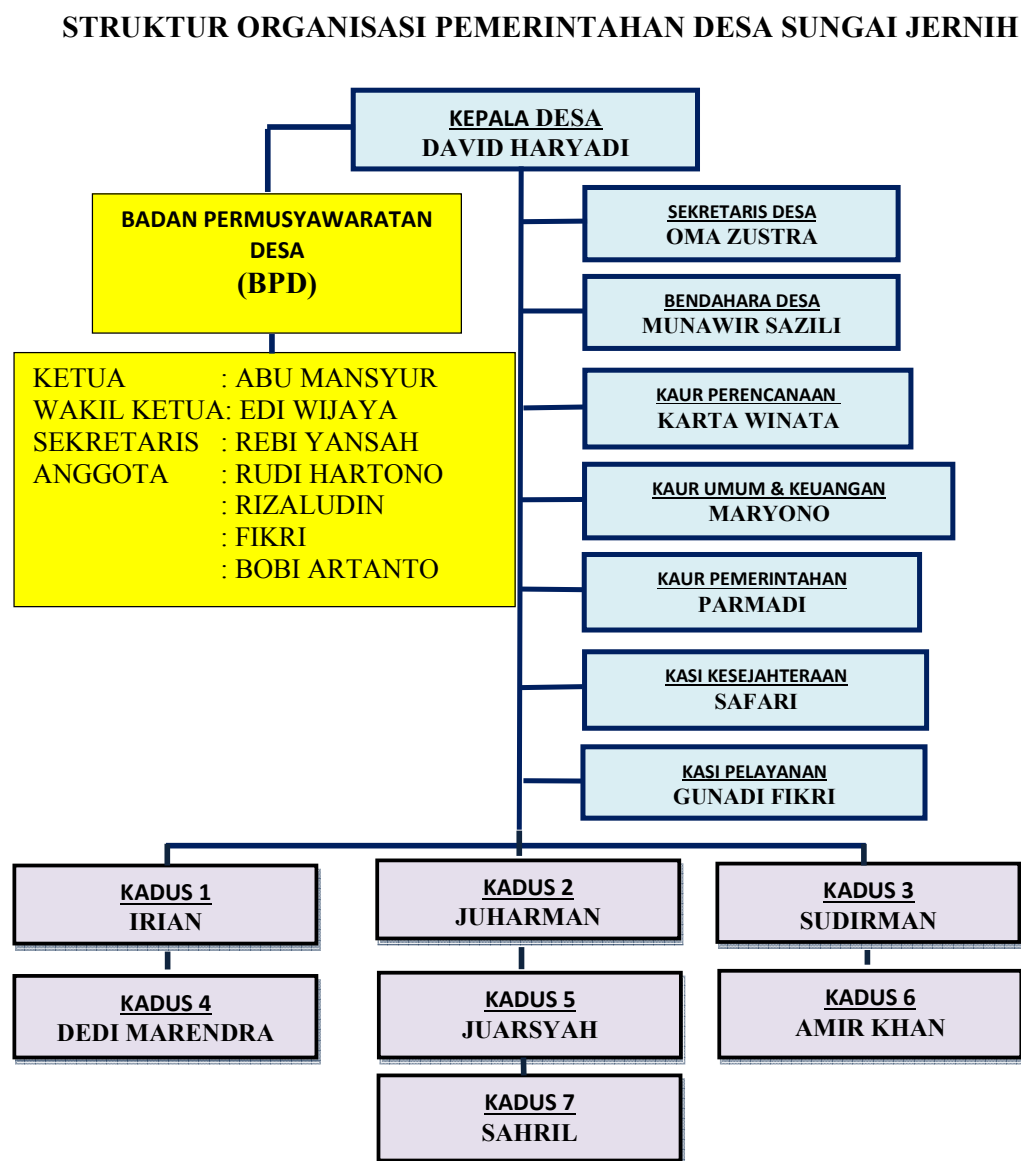 STRUKTUR ORGANISASI PEMERINTAHAN DESA SUNGAI JERNIH
KEPALA DESA
DAVID HARYADI
BADAN PERMUSYAWARATAN
DESA
(BPD)
KETUA : ABU MANSYUR
WAKIL KETUA: EDI WIJAYA
SEKRETARIS : REBI YANSAH
ANGGOTA : RUDI HARTONO
: RIZALUDIN
: FIKRI
: BOBI ARTANTO
SEKRETARIS DESA
OMA ZUSTRA
BENDAHARA DESA
MUNAWIR SAZILI
KAUR PERENCANAAN
KARTA WINATA
KAUR UMUM & KEUANGAN
MARYONO
KAUR PEMERINTAHAN
PARMADI
KASI KESEJAHTERAAN
SAFARI
KASI PELAYANAN
GUNADI FIKRI
KADUS 1
IRIAN
KADUS 2
JUHARMAN
KADUS 3
SUDIRMAN
KADUS 4
DEDI MARENDRA
KADUS 5
JUARSYAH
KADUS 6
AMIR KHAN
KADUS 7
SAHRIL